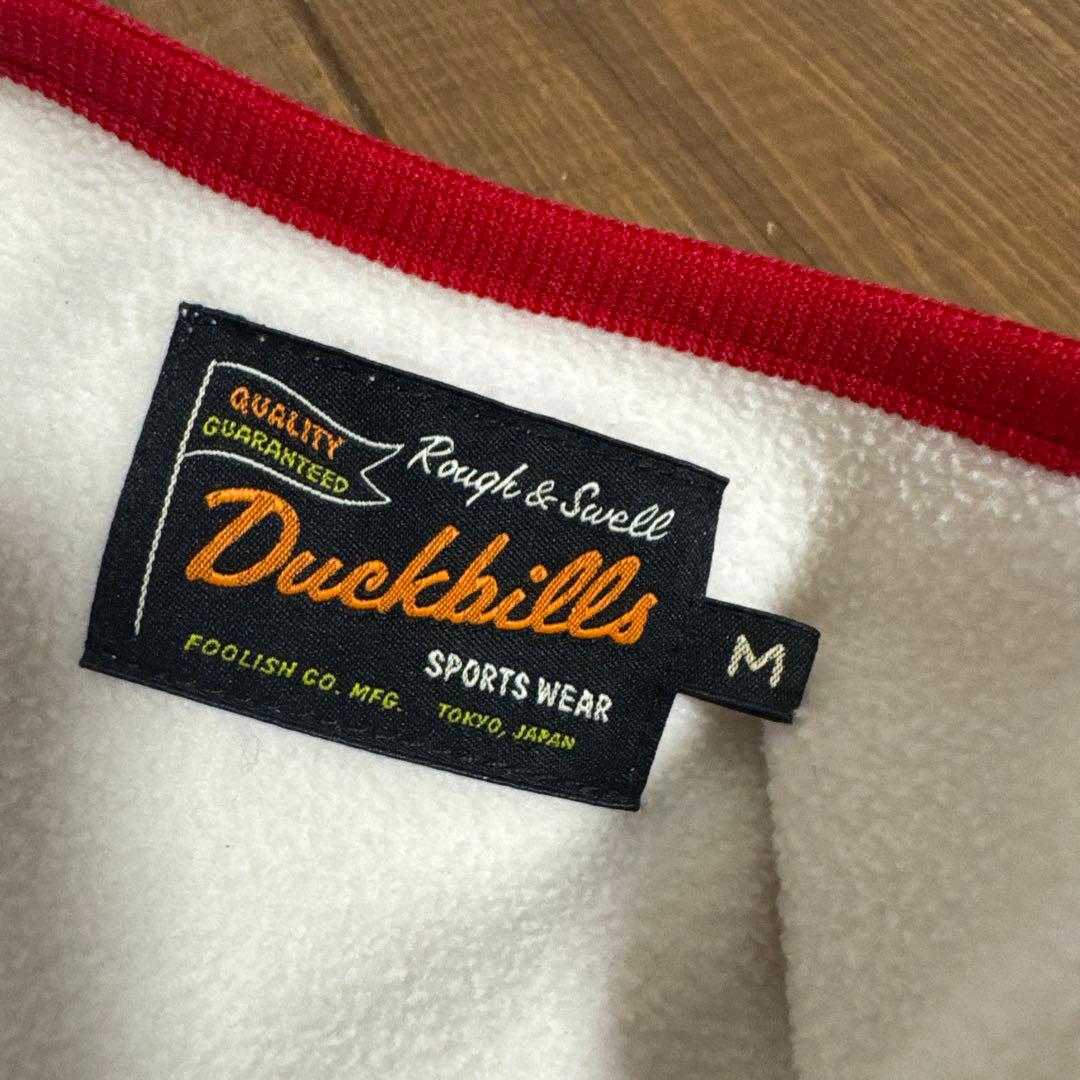 QUALITY
GUARANTEED
Rough & Swell
Duckbills
SPORTS WEAR
FOOLISH CO. MFG.
TOKYO, JAPAN
M